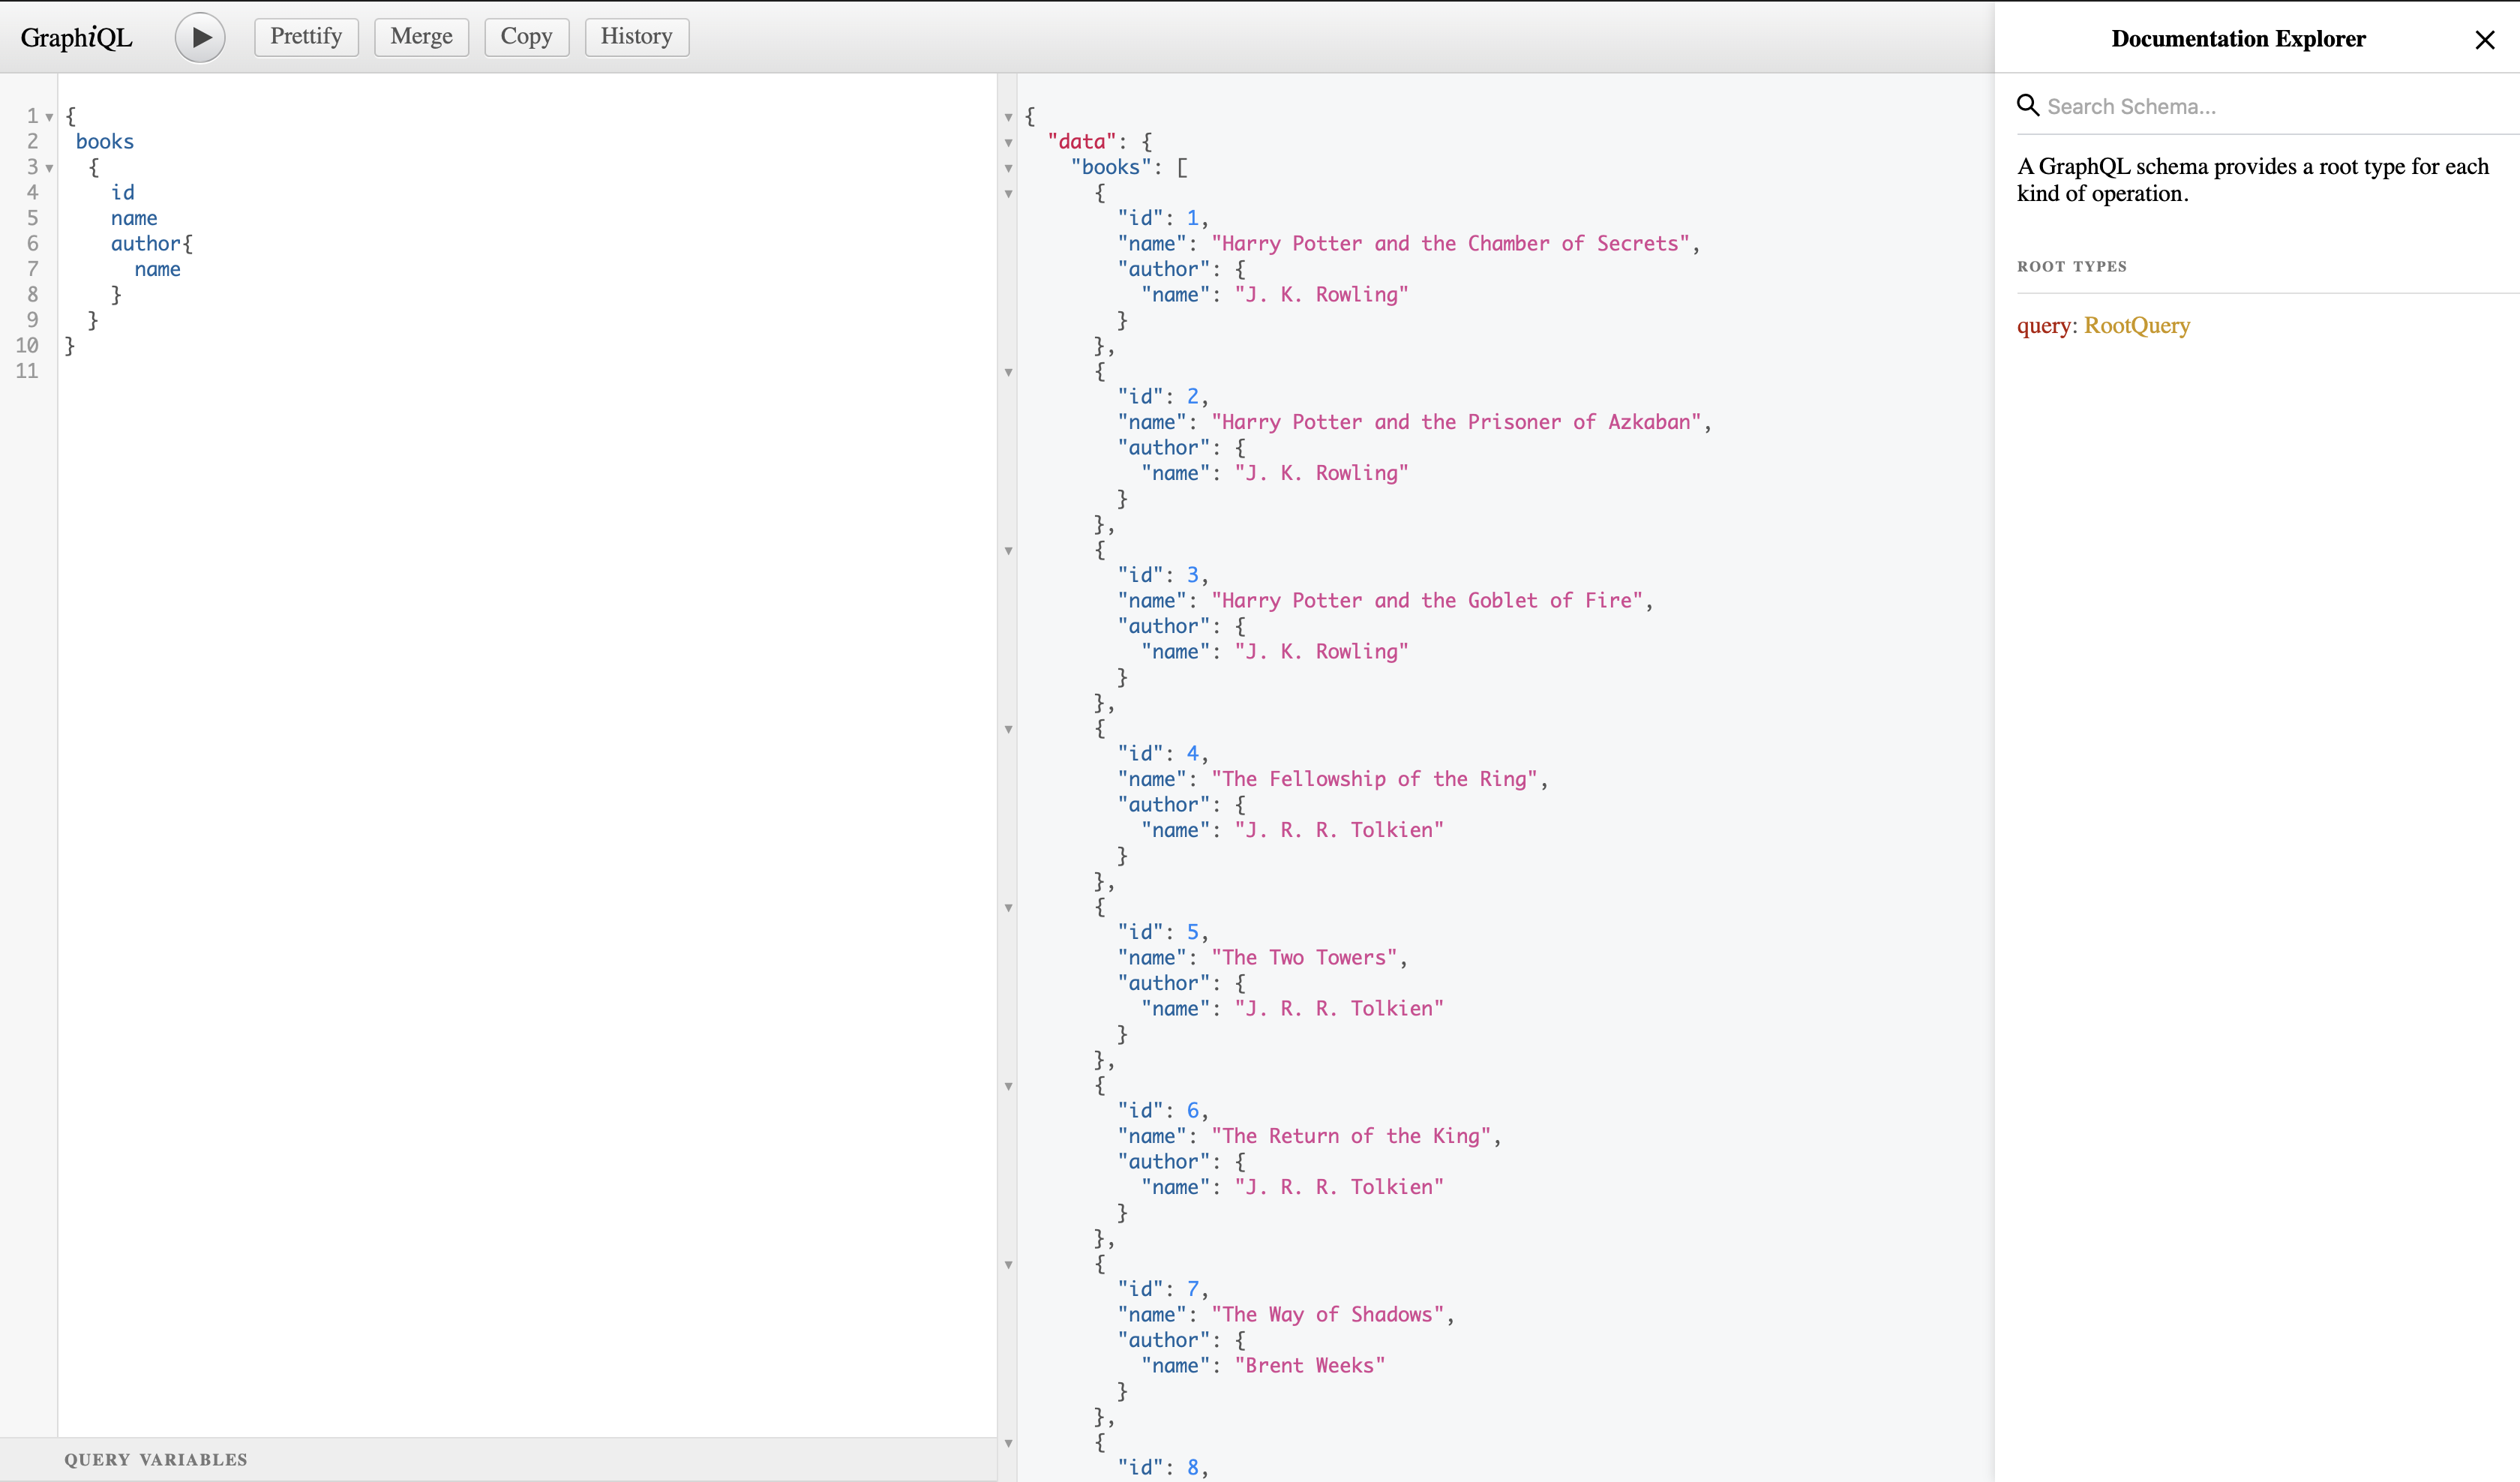 GraphiQL Prettify Merge Copy History
1 {
2 books
3 {
4 id
5 name
6 author{
7 name
8 }
9 }
10 }
11
QUERY VARIABLES
{
"data": {
"books": [
{
"id": 1,
"name": "Harry Potter and the Chamber of Secrets",
"author": {
"name": "J. K. Rowling"
}
},
{
"id": 2,
"name": "Harry Potter and the Prisoner of Azkaban",
"author": {
"name": "J. K. Rowling"
}
},
{
"id": 3,
"name": "Harry Potter and the Goblet of Fire",
"author": {
"name": "J. K. Rowling"
}
},
{
"id": 4,
"name": "The Fellowship of the Ring",
"author": {
"name": "J. R. R. Tolkien"
}
},
{
"id": 5,
"name": "The Two Towers",
"author": {
"name": "J. R. R. Tolkien"
}
},
{
"id": 6,
"name": "The Return of the King",
"author": {
"name": "J. R. R. Tolkien"
}
},
{
"id": 7,
"name": "The Way of Shadows",
"author": {
"name": "Brent Weeks"
}
},
{
"id": 8,
Documentation Explorer
Search Schema...
A GraphQL schema provides a root type for each
kind of operation.
ROOT TYPES
query: RootQuery